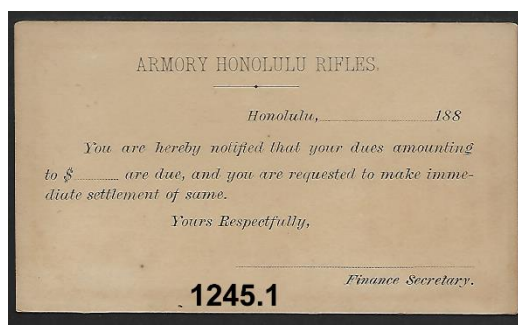 ARMORY HONOLULU RIFLES.
Honolulu, 188
You are hereby notified that your dues amounting
to $ are due, and you are requested to make imme-
diate settlement of same.
Yours Respectfully,
Finance Secretary.
1245.1